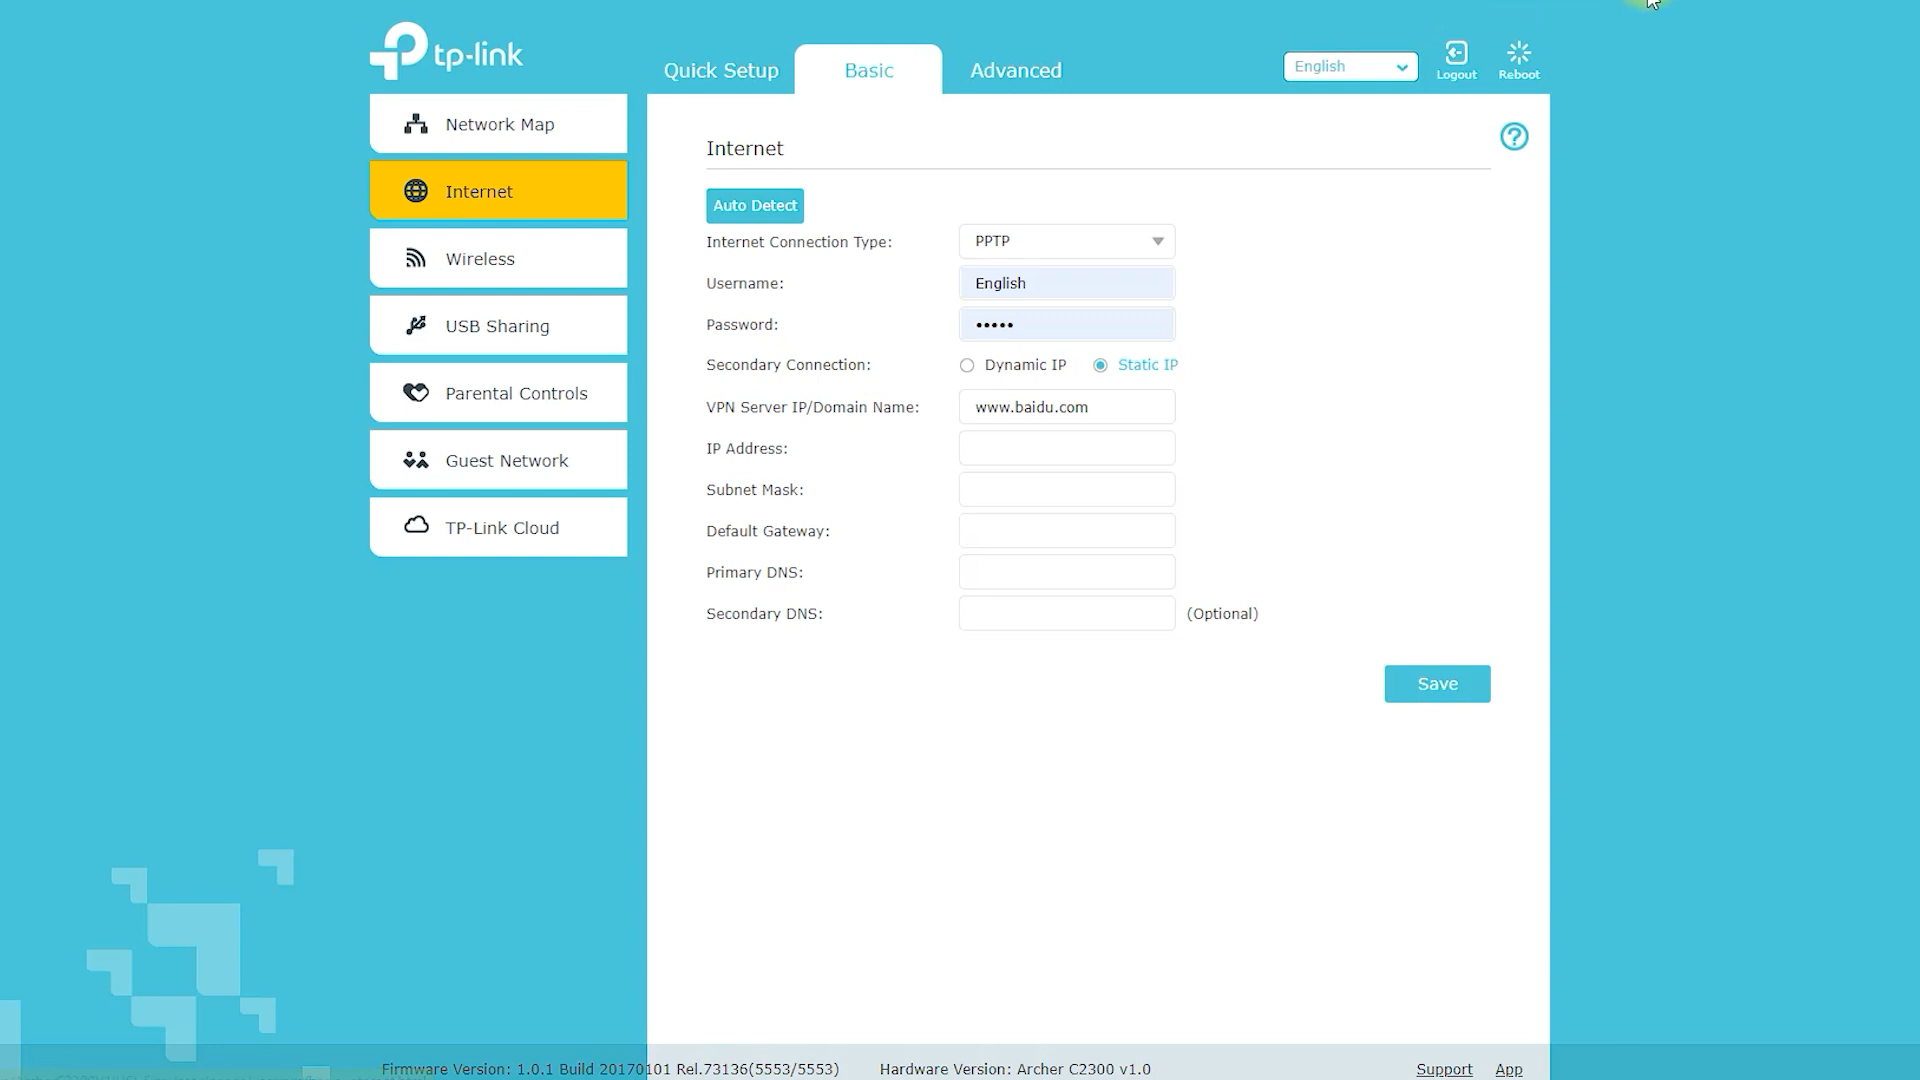 tp-link
Quick Setup
Basic
Advanced
English
Logout
Reboot
Network Map
Internet
Wireless
USB Sharing
Parental Controls
Guest Network
TP-Link Cloud
Internet
Auto Detect
Internet Connection Type: PPTP
Username: English
Password: •••••
Secondary Connection: Dynamic IP Static IP
VPN Server IP/Domain Name: www.baidu.com
IP Address:
Subnet Mask:
Default Gateway:
Primary DNS:
Secondary DNS: (Optional)
Save
Firmware Version: 1.0.1 Build 20170101 Rel.73136(5553/5553) Hardware Version: Archer C2300 v1.0 Support App